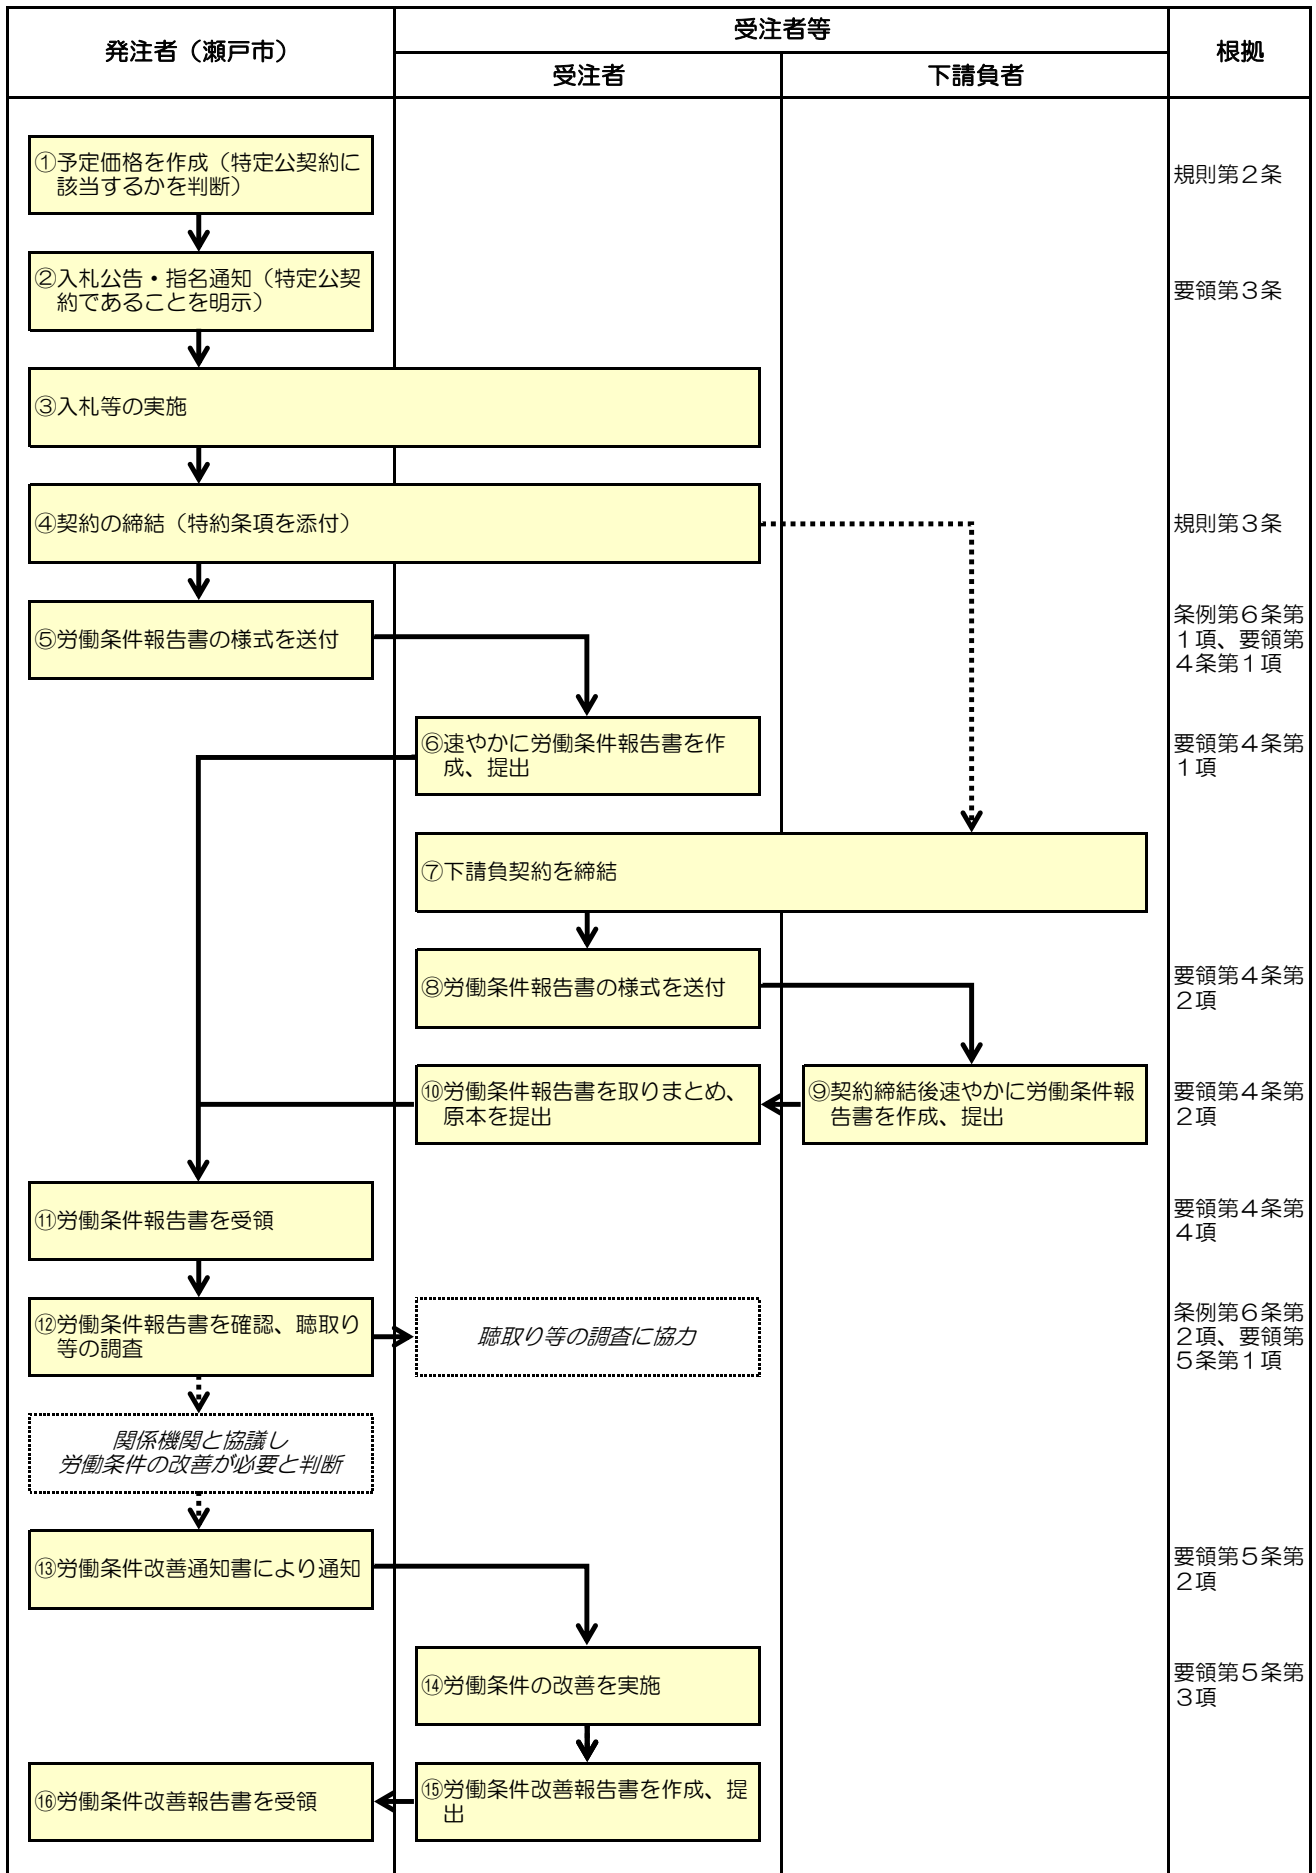 発注者（瀬戸市）
受注者等
受注者
下請負者
根拠
①予定価格を作成（特定公契約に
該当するかを判断）
規則第２条
②入札公告・指名通知（特定公契
約であることを明示）
要領第３条
③入札等の実施
④契約の締結（特約条項を添付）
規則第３条
⑤労働条件報告書の様式を送付
条例第６条第
１項、要領第
４条第１項
⑥速やかに労働条件報告書を作
成、提出
要領第４条第
１項
⑦下請負契約を締結
⑧労働条件報告書の様式を送付
要領第４条第
２項
⑩労働条件報告書を取りまとめ、
原本を提出
⑨契約締結後速やかに労働条件報
告書を作成、提出
要領第４条第
２項
⑪労働条件報告書を受領
要領第４条第
４項
⑫労働条件報告書を確認、聴取り
等の調査
聴取り等の調査に協力
条例第６条第
２項、要領第
５条第１項
関係機関と協議し
労働条件の改善が必要と判断
⑬労働条件改善通知書により通知
要領第５条第
２項
⑭労働条件の改善を実施
要領第５条第
３項
⑯労働条件改善報告書を受領
⑮労働条件改善報告書を作成、提
出